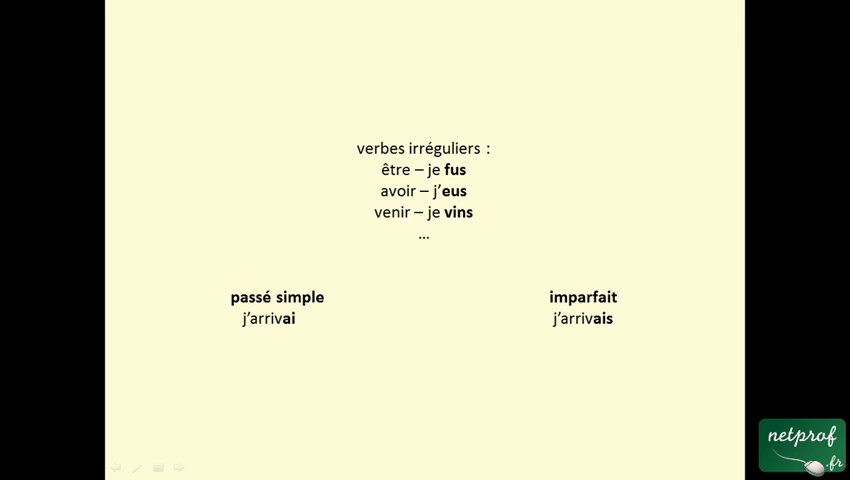 verbes irréguliers :
être – je fus
avoir – j’eus
venir – je vins
...
passé simple
j’arrivai
imparfait
j’arrivais
netprof
.fr